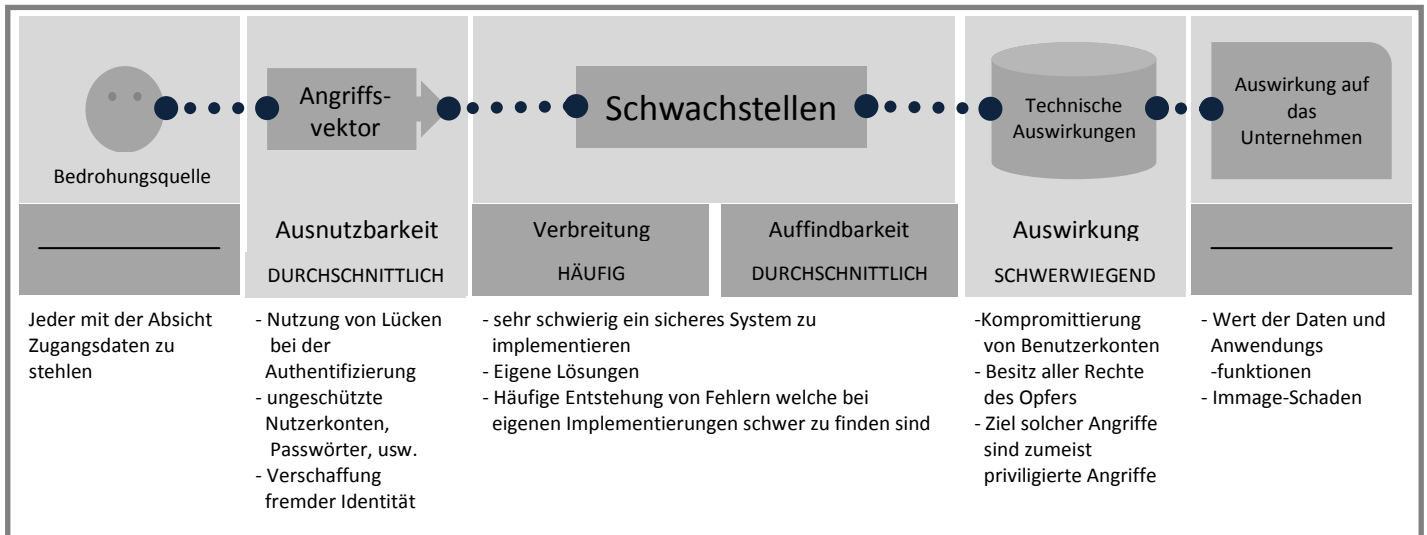 Bedrohungsquelle
Angriffs-
vektor
Schwachstellen
Technische
Auswirkungen
Auswirkung auf
das
Unternehmen
Ausnutzbarkeit
DURCHSCHNITTLICH
Verbreitung
HÄUFIG
Auffindbarkeit
DURCHSCHNITTLICH
Auswirkung
SCHWERWIEGEND
Jeder mit der Absicht
Zugangsdaten zu
stehlen
- Nutzung von Lücken
bei der
Authentifizierung
- ungeschützte
Nutzerkonten,
Passwörter, usw.
- Verschaffung
fremder Identität
- sehr schwierig ein sicheres System zu
implementieren
- Eigene Lösungen
- Häufige Entstehung von Fehlern welche bei
eigenen Implementierungen schwer zu finden sind
-Kompromittierung
von Benutzerkonten
- Besitz aller Rechte
des Opfers
- Ziel solcher Angriffe
sind zumeist
priviligierte Angriffe
- Wert der Daten und
Anwendungs
-funktionen
- Immage-Schaden